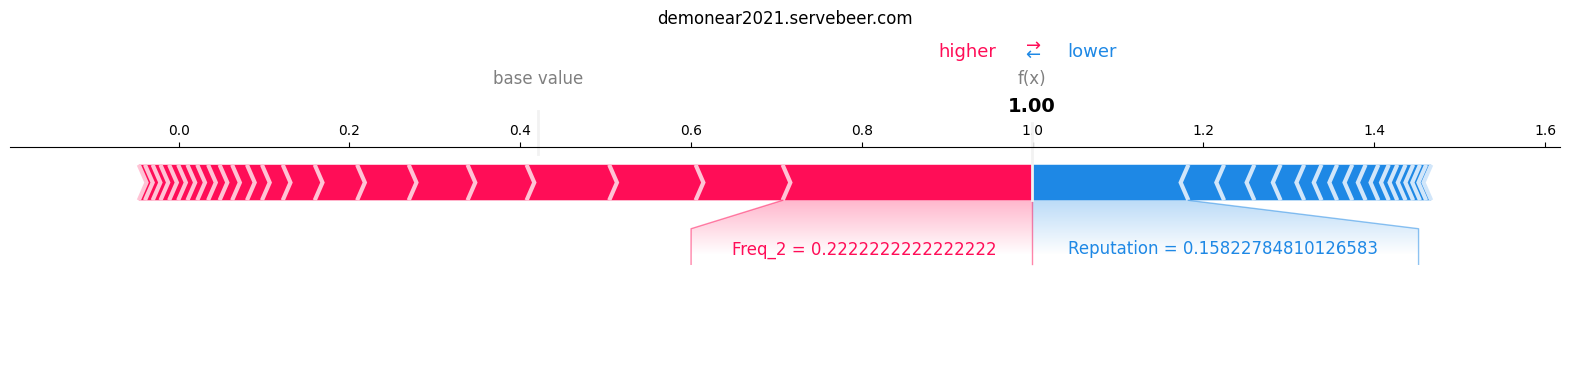 demonear2021.servebeer.com
higher ⇄ lower
base value f(x)
1.00
0.0 0.2 0.4 0.6 0.8 1.0 1.2 1.4 1.6
Freq_2 = 0.2222222222222222 Reputation = 0.15822784810126583